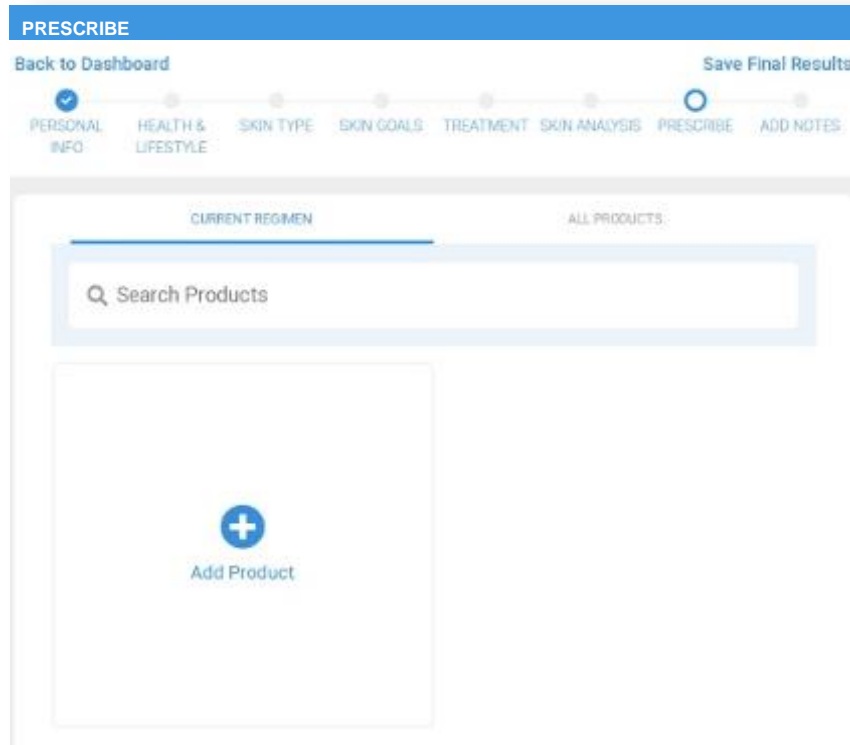 PRESCRIBE
Back to Dashboard Save Final Results
PERSONAL INFO
HEALTH & LIFESTYLE
SKIN TYPE
SKIN GOALS
TREATMENT
SKIN ANALYSIS
PRESCRIBE
ADD NOTES
CURRENT REGIMEN ALL PRODUCTS
Search Products
Add Product